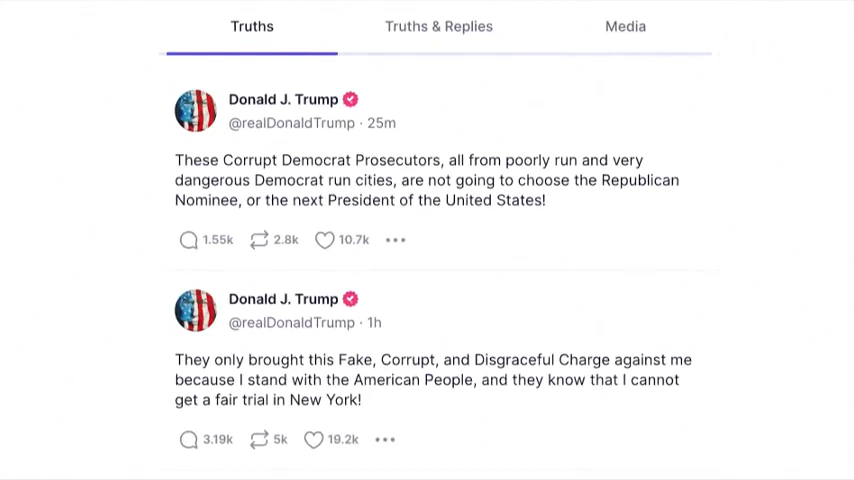 Truths Truths & Replies Media
Donald J. Trump
@realDonaldTrump · 25m
These Corrupt Democrat Prosecutors, all from poorly run and very
dangerous Democrat run cities, are not going to choose the Republican
Nominee, or the next President of the United States!
1.55k 2.8k 10.7k
Donald J. Trump
@realDonaldTrump · 1h
They only brought this Fake, Corrupt, and Disgraceful Charge against me
because I stand with the American People, and they know that I cannot
get a fair trial in New York!
3.19k 5k 19.2k